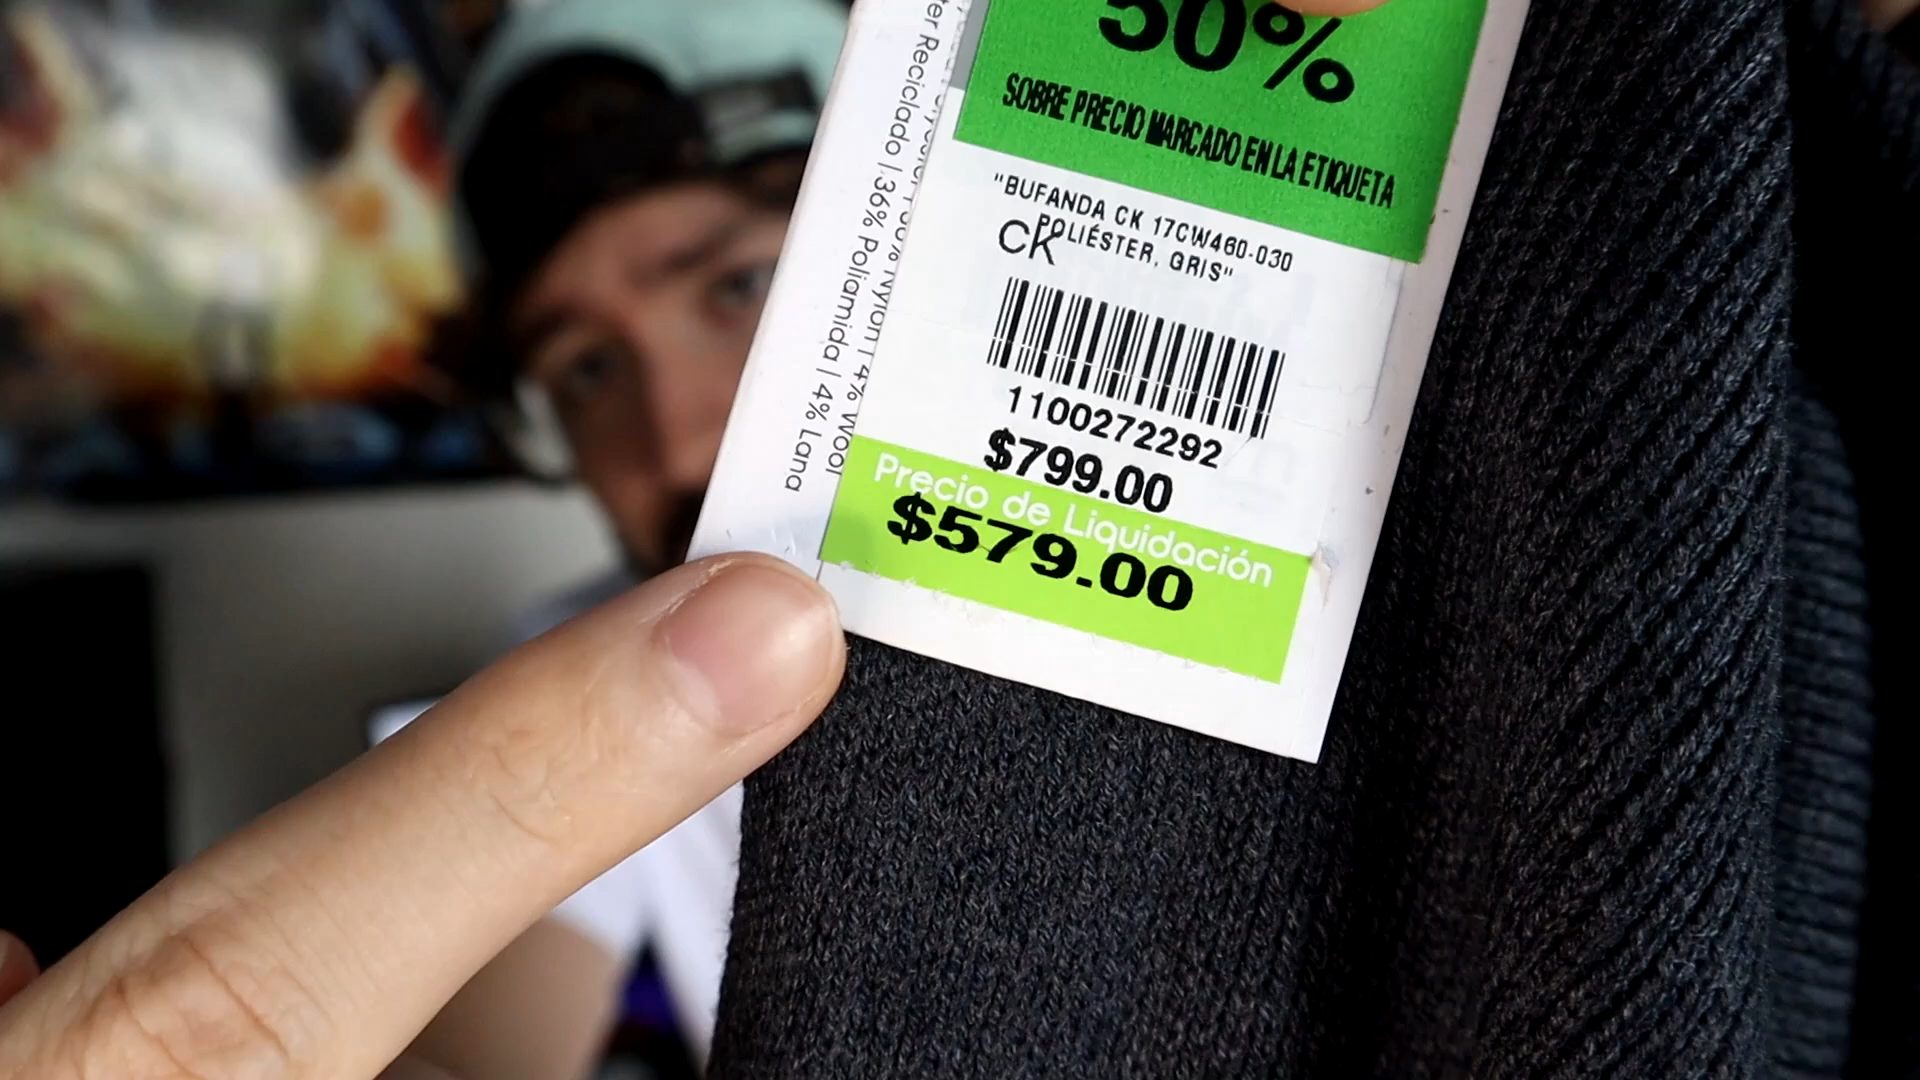 50%
SOBRE PRECIO MARCADO EN LA ETIQUETA
"BUFANDA CK 17CW460-030
POLIÉSTER, GRIS"
CK
1100272292
$799.00
Precio de Liquidación
$579.00
Nylon | 4% Wool
Reciclado | 36% Poliamida | 4% Lana